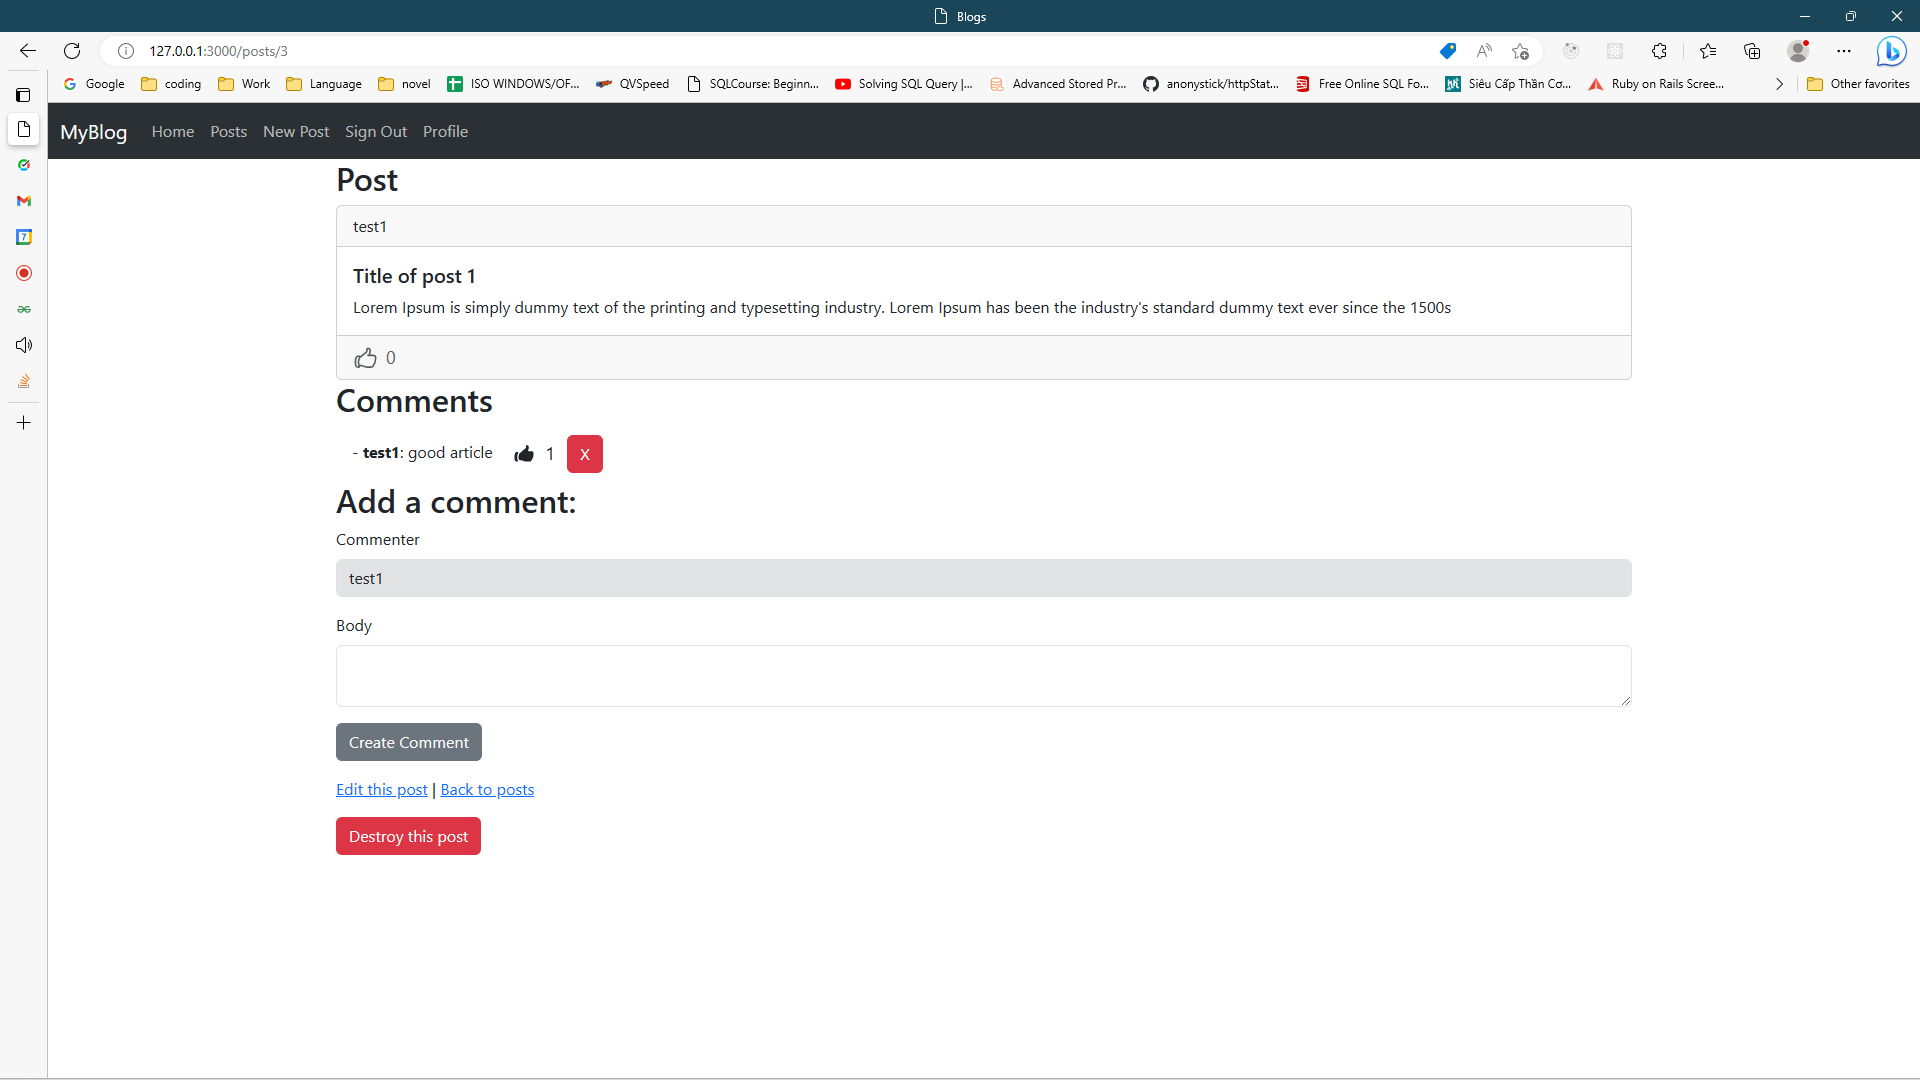 Blogs
127.0.0.1:3000/posts/3
Google coding Work Language novel ISO WINDOWS/OF... QVSpeed SQLCourse: Beginn... Solving SQL Query |... Advanced Stored Pr... anonystick/httpStat... Free Online SQL Fo... Siêu Cấp Thần Cơ... Ruby on Rails Scree... Other favorites
MyBlog Home Posts New Post Sign Out Profile
Post
test1
Title of post 1
Lorem Ipsum is simply dummy text of the printing and typesetting industry. Lorem Ipsum has been the industry's standard dummy text ever since the 1500s
0
Comments
- test1: good article 1 X
Add a comment:
Commenter
test1
Body
Create Comment
Edit this post | Back to posts
Destroy this post